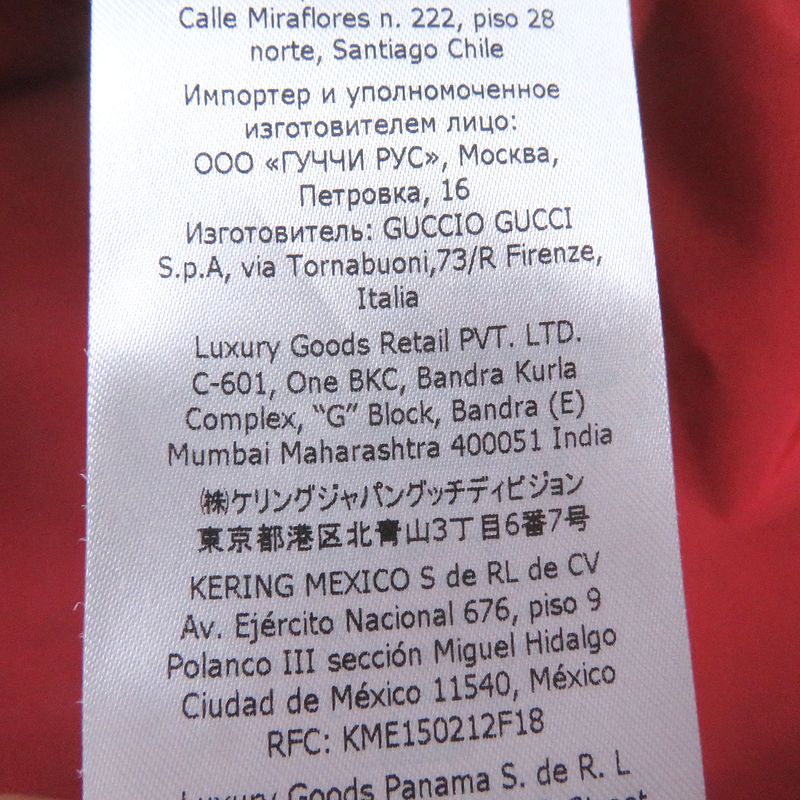 Calle Miraflores n. 222, piso 28
norte, Santiago Chile
Импортер и уполномоченное
изготовителем лицо:
ООО «ГУЧЧИ РУС», Москва,
Петровка, 16
Изготовитель: GUCCIO GUCCI
S.p.A, via Tornabuoni,73/R Firenze,
Italia
Luxury Goods Retail PVT. LTD.
C-601, One BKC, Bandra Kurla
Complex, “G” Block, Bandra (E)
Mumbai Maharashtra 400051 India
㈱ケリングジャパングッチディビジョン
東京都港区北青山3丁目6番7号
KERING MEXICO S de RL de CV
Av. Ejército Nacional 676, piso 9
Polanco III sección Miguel Hidalgo
Ciudad de México 11540, México
RFC: KME150212F18
Luxury Goods Panama S. de R. L